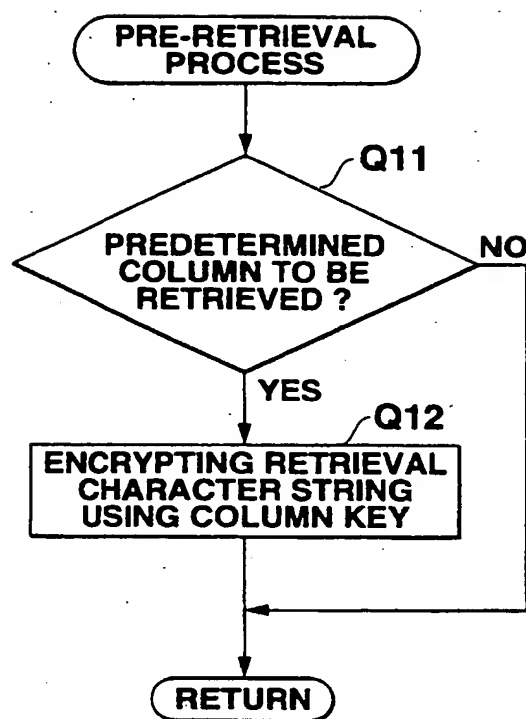 PRE-RETRIEVAL
PROCESS
Q11
PREDETERMINED
COLUMN TO BE
RETRIEVED ?
NO
YES
Q12
ENCRYPTING RETRIEVAL
CHARACTER STRING
USING COLUMN KEY
RETURN